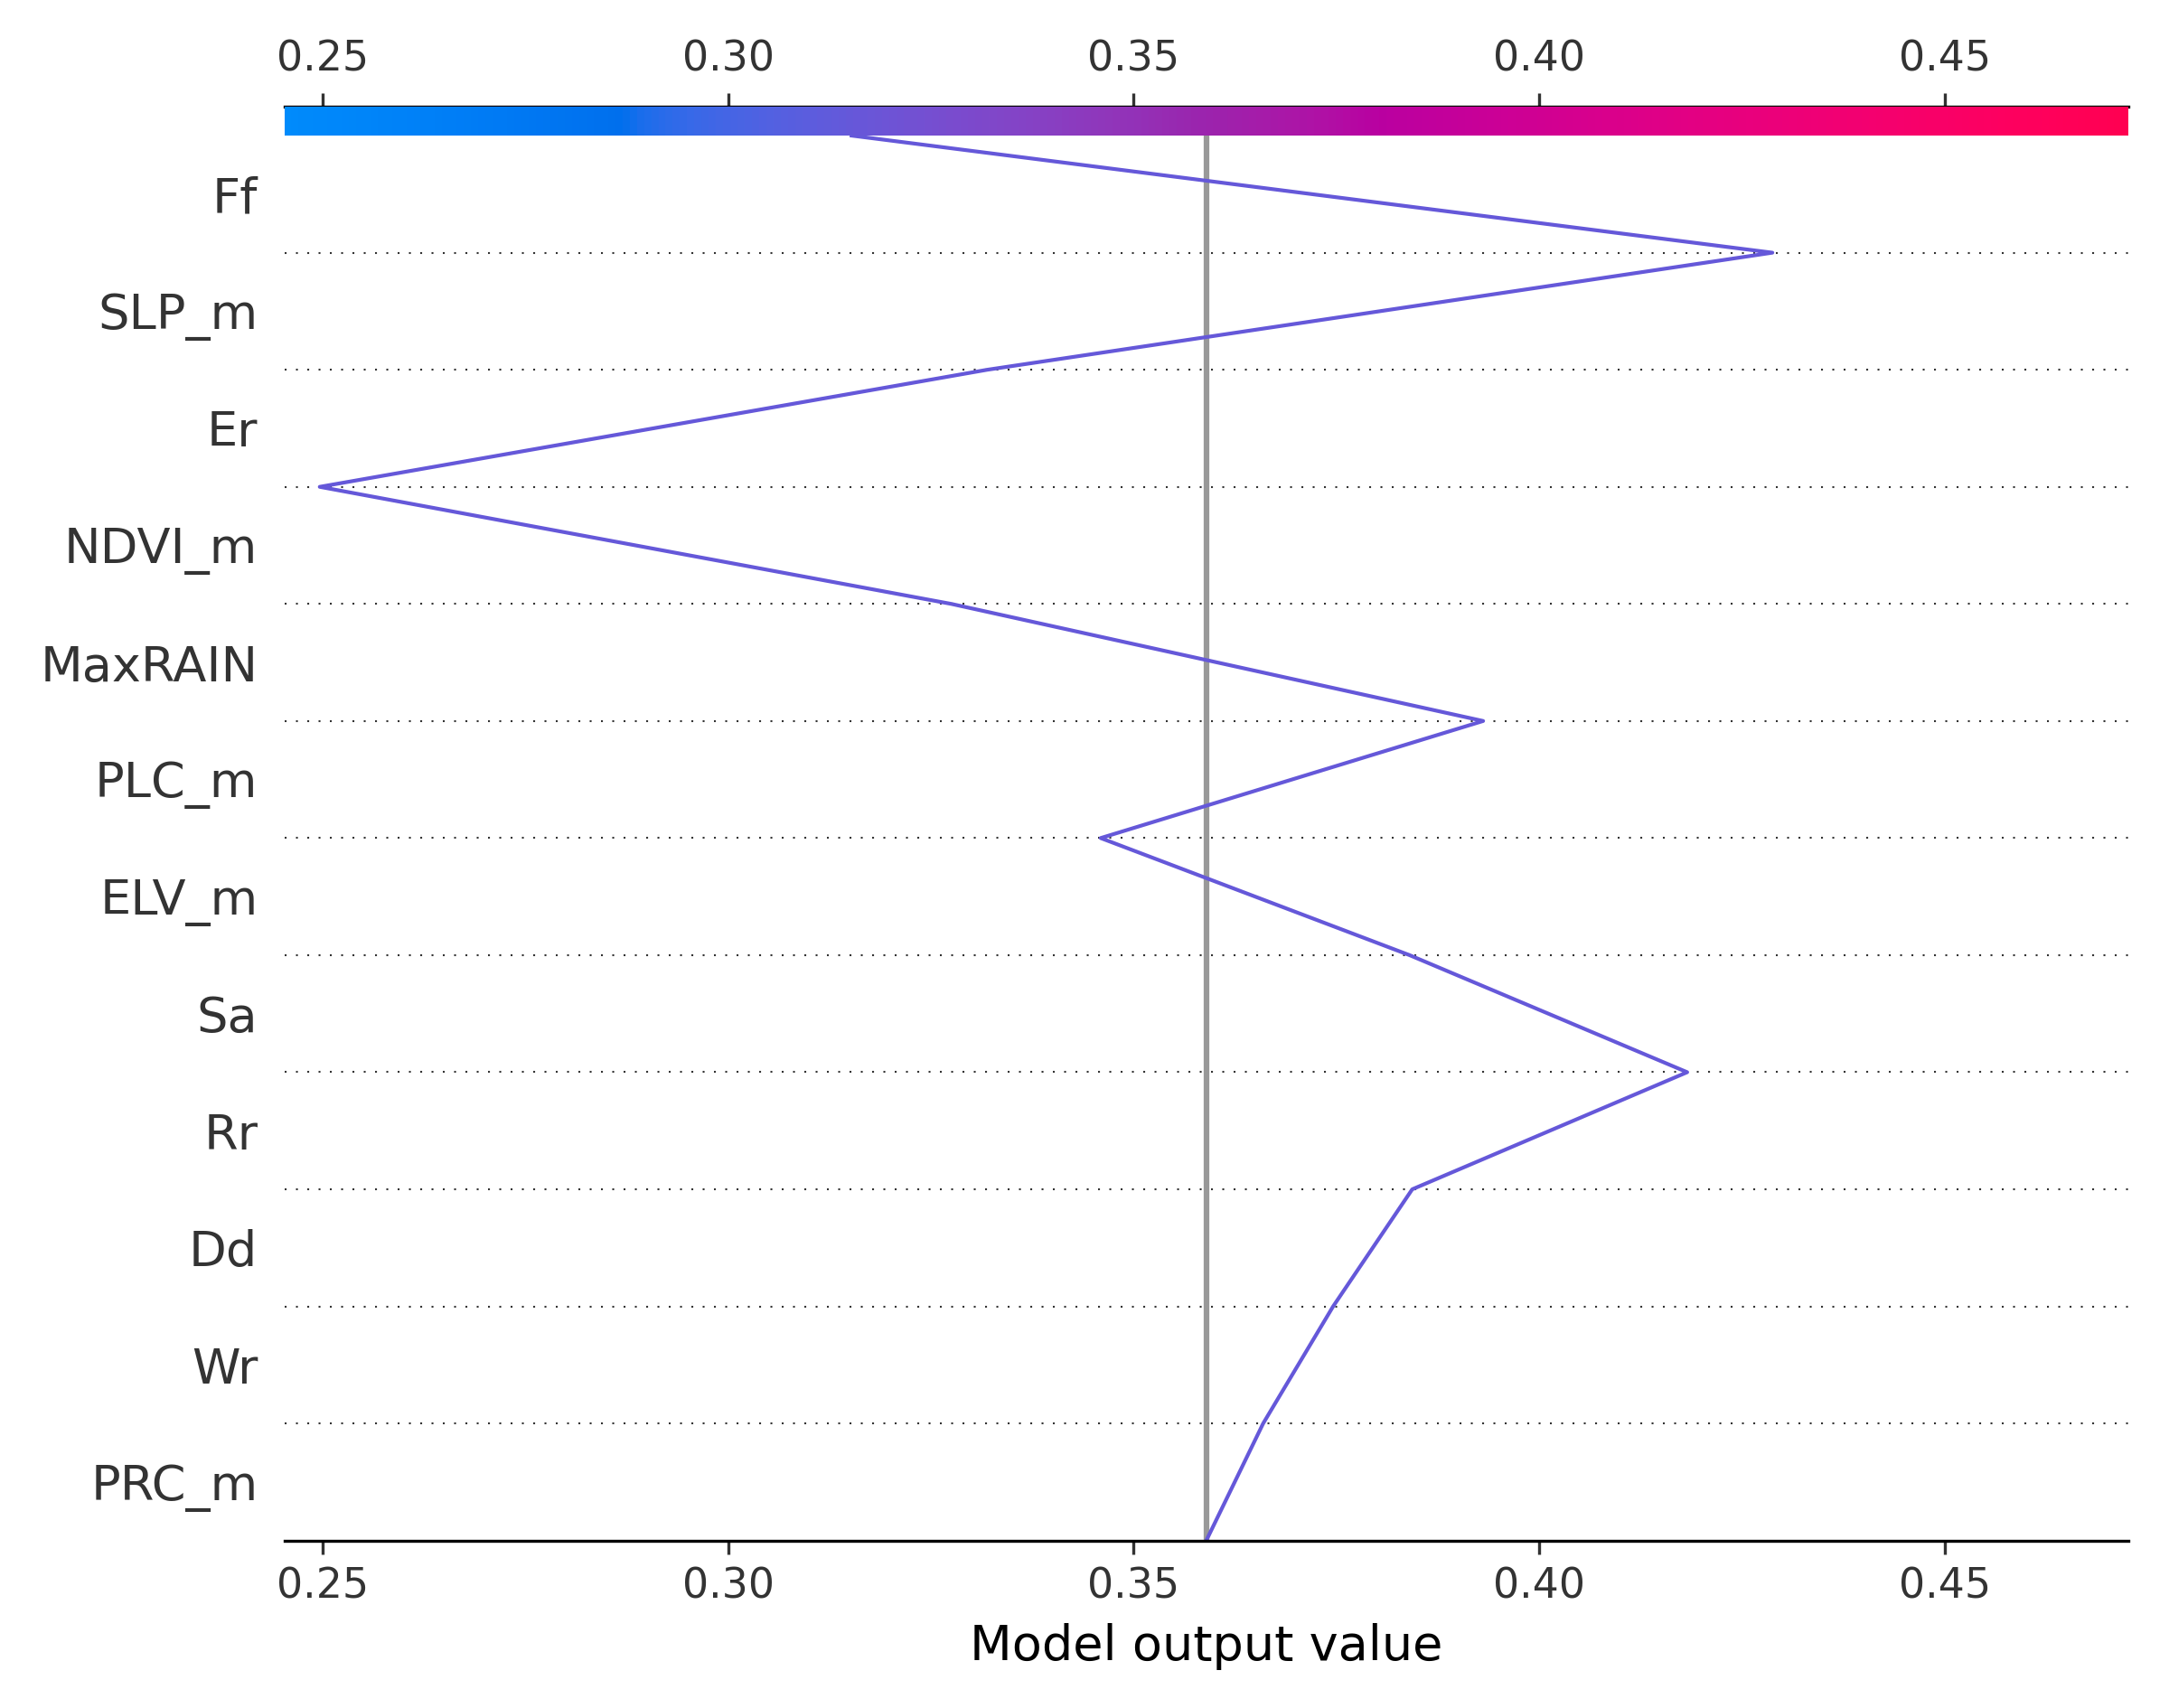 0.25 0.30 0.35 0.40 0.45
Ff
SLP_m
Er
NDVI_m
MaxRAIN
PLC_m
ELV_m
Sa
Rr
Dd
Wr
PRC_m
0.25 0.30 0.35 0.40 0.45
Model output value